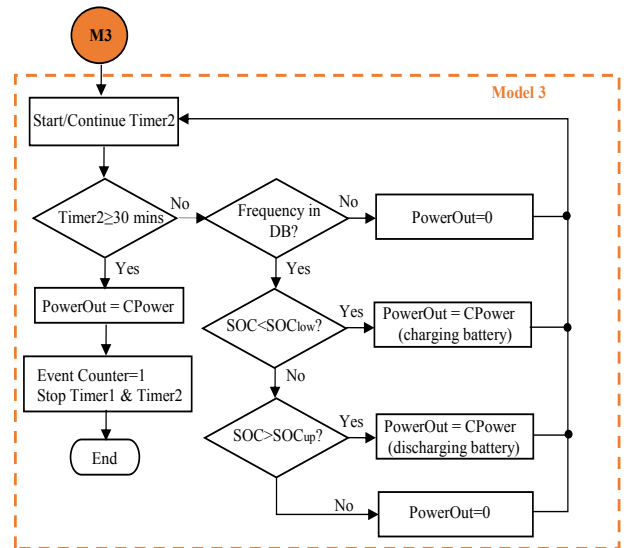 M3
Model 3
Start/Continue Timer2
Timer2≥30 mins
No
Frequency in
DB?
No
PowerOut=0
Yes
Yes
PowerOut = CPower
SOC<SOClow?
Yes
PowerOut = CPower
(charging battery)
Event Counter=1
Stop Timer1 & Timer2
No
End
SOC>SOCup?
Yes
PowerOut = CPower
(discharging battery)
No
PowerOut=0